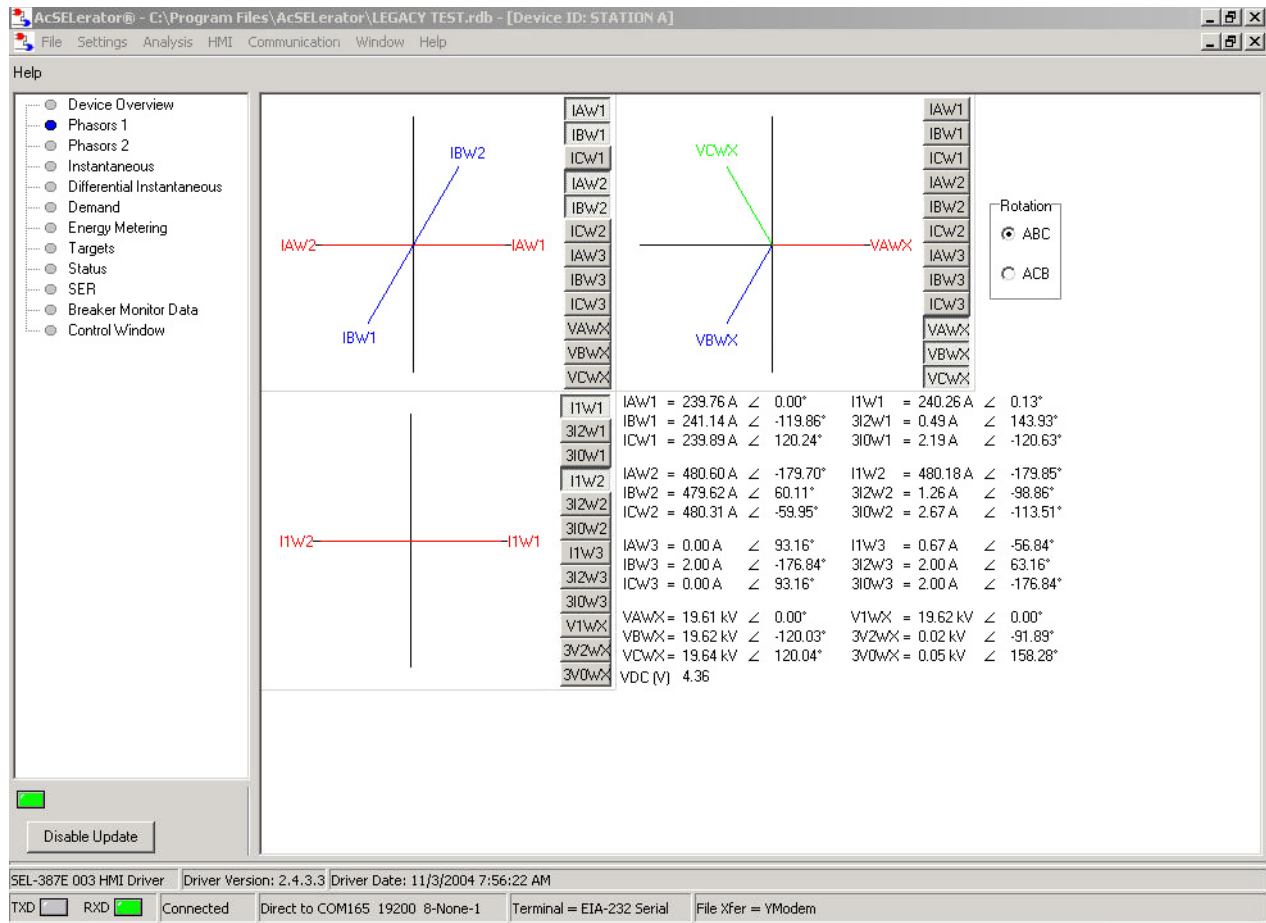 AcSELerator® - C:\Program Files\AcSELerator\LEGACY TEST.rdb - [Device ID: STATION A]
File Settings Analysis HMI Communication Window Help
Help
Device Overview
Phasors 1
Phasors 2
Instantaneous
Differential Instantaneous
Demand
Energy Metering
Targets
Status
SER
Breaker Monitor Data
Control Window
Disable Update
IBW2
IAW2
IAW1
IBW1
IAW1
IBW1
ICW1
IAW2
IBW2
ICW2
IAW3
IBW3
ICW3
VAWX
VBWX
VCWX
VCWX
VAWX
VBWX
IAW1
IBW1
ICW1
IAW2
IBW2
ICW2
IAW3
IBW3
ICW3
VAWX
VBWX
VCWX
Rotation
ABC
ACB
I1W2
I1W1
I1W1
3I2W1
3I0W1
I1W2
3I2W2
3I0W2
I1W3
3I2W3
3I0W3
V1WX
3V2WX
3V0WX
IAW1 = 239.76 A ∠ 0.00° I1W1 = 240.26 A ∠ 0.13°
IBW1 = 241.14 A ∠ -119.86° 3I2W1 = 0.49 A ∠ 143.93°
ICW1 = 239.89 A ∠ 120.24° 3I0W1 = 2.19 A ∠ -120.63°
IAW2 = 480.60 A ∠ -179.70° I1W2 = 480.18 A ∠ -179.85°
IBW2 = 479.62 A ∠ 60.11° 3I2W2 = 1.26 A ∠ -98.86°
ICW2 = 480.31 A ∠ -59.95° 3I0W2 = 2.67 A ∠ -113.51°
IAW3 = 0.00 A ∠ 93.16° I1W3 = 0.67 A ∠ -56.84°
IBW3 = 2.00 A ∠ -176.84° 3I2W3 = 2.00 A ∠ 63.16°
ICW3 = 0.00 A ∠ 93.16° 3I0W3 = 2.00 A ∠ -176.84°
VAWX = 19.61 kV ∠ 0.00° V1WX = 19.62 kV ∠ 0.00°
VBWX = 19.62 kV ∠ -120.03° 3V2WX = 0.02 kV ∠ -91.89°
VCWX = 19.64 kV ∠ 120.04° 3V0WX = 0.05 kV ∠ 158.28°
VDC (V) 4.36
SEL-387E 003 HMI Driver Driver Version: 2.4.3.3 Driver Date: 11/3/2004 7:56:22 AM
TXD RXD Connected Direct to COM165 19200 8-None-1 Terminal = EIA-232 Serial File Xfer = YModem